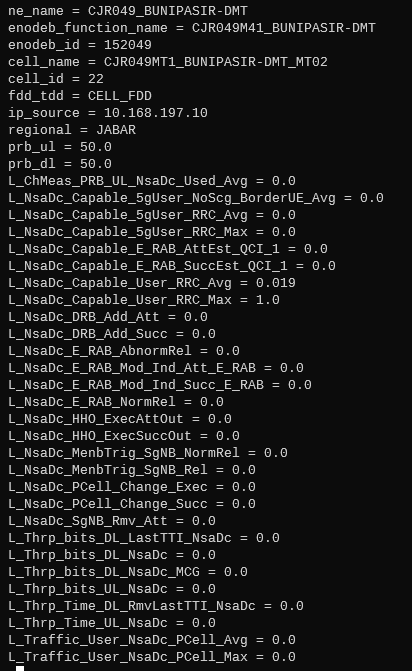 ne_name = CJR049_BUNIPASIR-DMT
enodeb_function_name = CJR049M41_BUNIPASIR-DMT
enodeb_id = 152049
cell_name = CJR049MT1_BUNIPASIR-DMT_MT02
cell_id = 22
fdd_tdd = CELL_FDD
ip_source = 10.168.197.10
regional = JABAR
prb_ul = 50.0
prb_dl = 50.0
L_ChMeas_PRB_UL_NsaDc_Used_Avg = 0.0
L_NsaDc_Capable_5gUser_NoScg_BorderUE_Avg = 0.0
L_NsaDc_Capable_5gUser_RRC_Avg = 0.0
L_NsaDc_Capable_5gUser_RRC_Max = 0.0
L_NsaDc_Capable_E_RAB_AttEst_QCI_1 = 0.0
L_NsaDc_Capable_E_RAB_SuccEst_QCI_1 = 0.0
L_NsaDc_Capable_User_RRC_Avg = 0.019
L_NsaDc_Capable_User_RRC_Max = 1.0
L_NsaDc_DRB_Add_Att = 0.0
L_NsaDc_DRB_Add_Succ = 0.0
L_NsaDc_E_RAB_AbnormRel = 0.0
L_NsaDc_E_RAB_Mod_Ind_Att_E_RAB = 0.0
L_NsaDc_E_RAB_Mod_Ind_Succ_E_RAB = 0.0
L_NsaDc_E_RAB_NormRel = 0.0
L_NsaDc_HHO_ExecAttOut = 0.0
L_NsaDc_HHO_ExecSuccOut = 0.0
L_NsaDc_MenbTrig_SgNB_NormRel = 0.0
L_NsaDc_MenbTrig_SgNB_Rel = 0.0
L_NsaDc_PCell_Change_Exec = 0.0
L_NsaDc_PCell_Change_Succ = 0.0
L_NsaDc_SgNB_Rmv_Att = 0.0
L_Thrp_bits_DL_LastTTI_NsaDc = 0.0
L_Thrp_bits_DL_NsaDc = 0.0
L_Thrp_bits_DL_NsaDc_MCG = 0.0
L_Thrp_bits_UL_NsaDc = 0.0
L_Thrp_Time_DL_RmvLastTTI_NsaDc = 0.0
L_Thrp_Time_UL_NsaDc = 0.0
L_Traffic_User_NsaDc_PCell_Avg = 0.0
L_Traffic_User_NsaDc_PCell_Max = 0.0